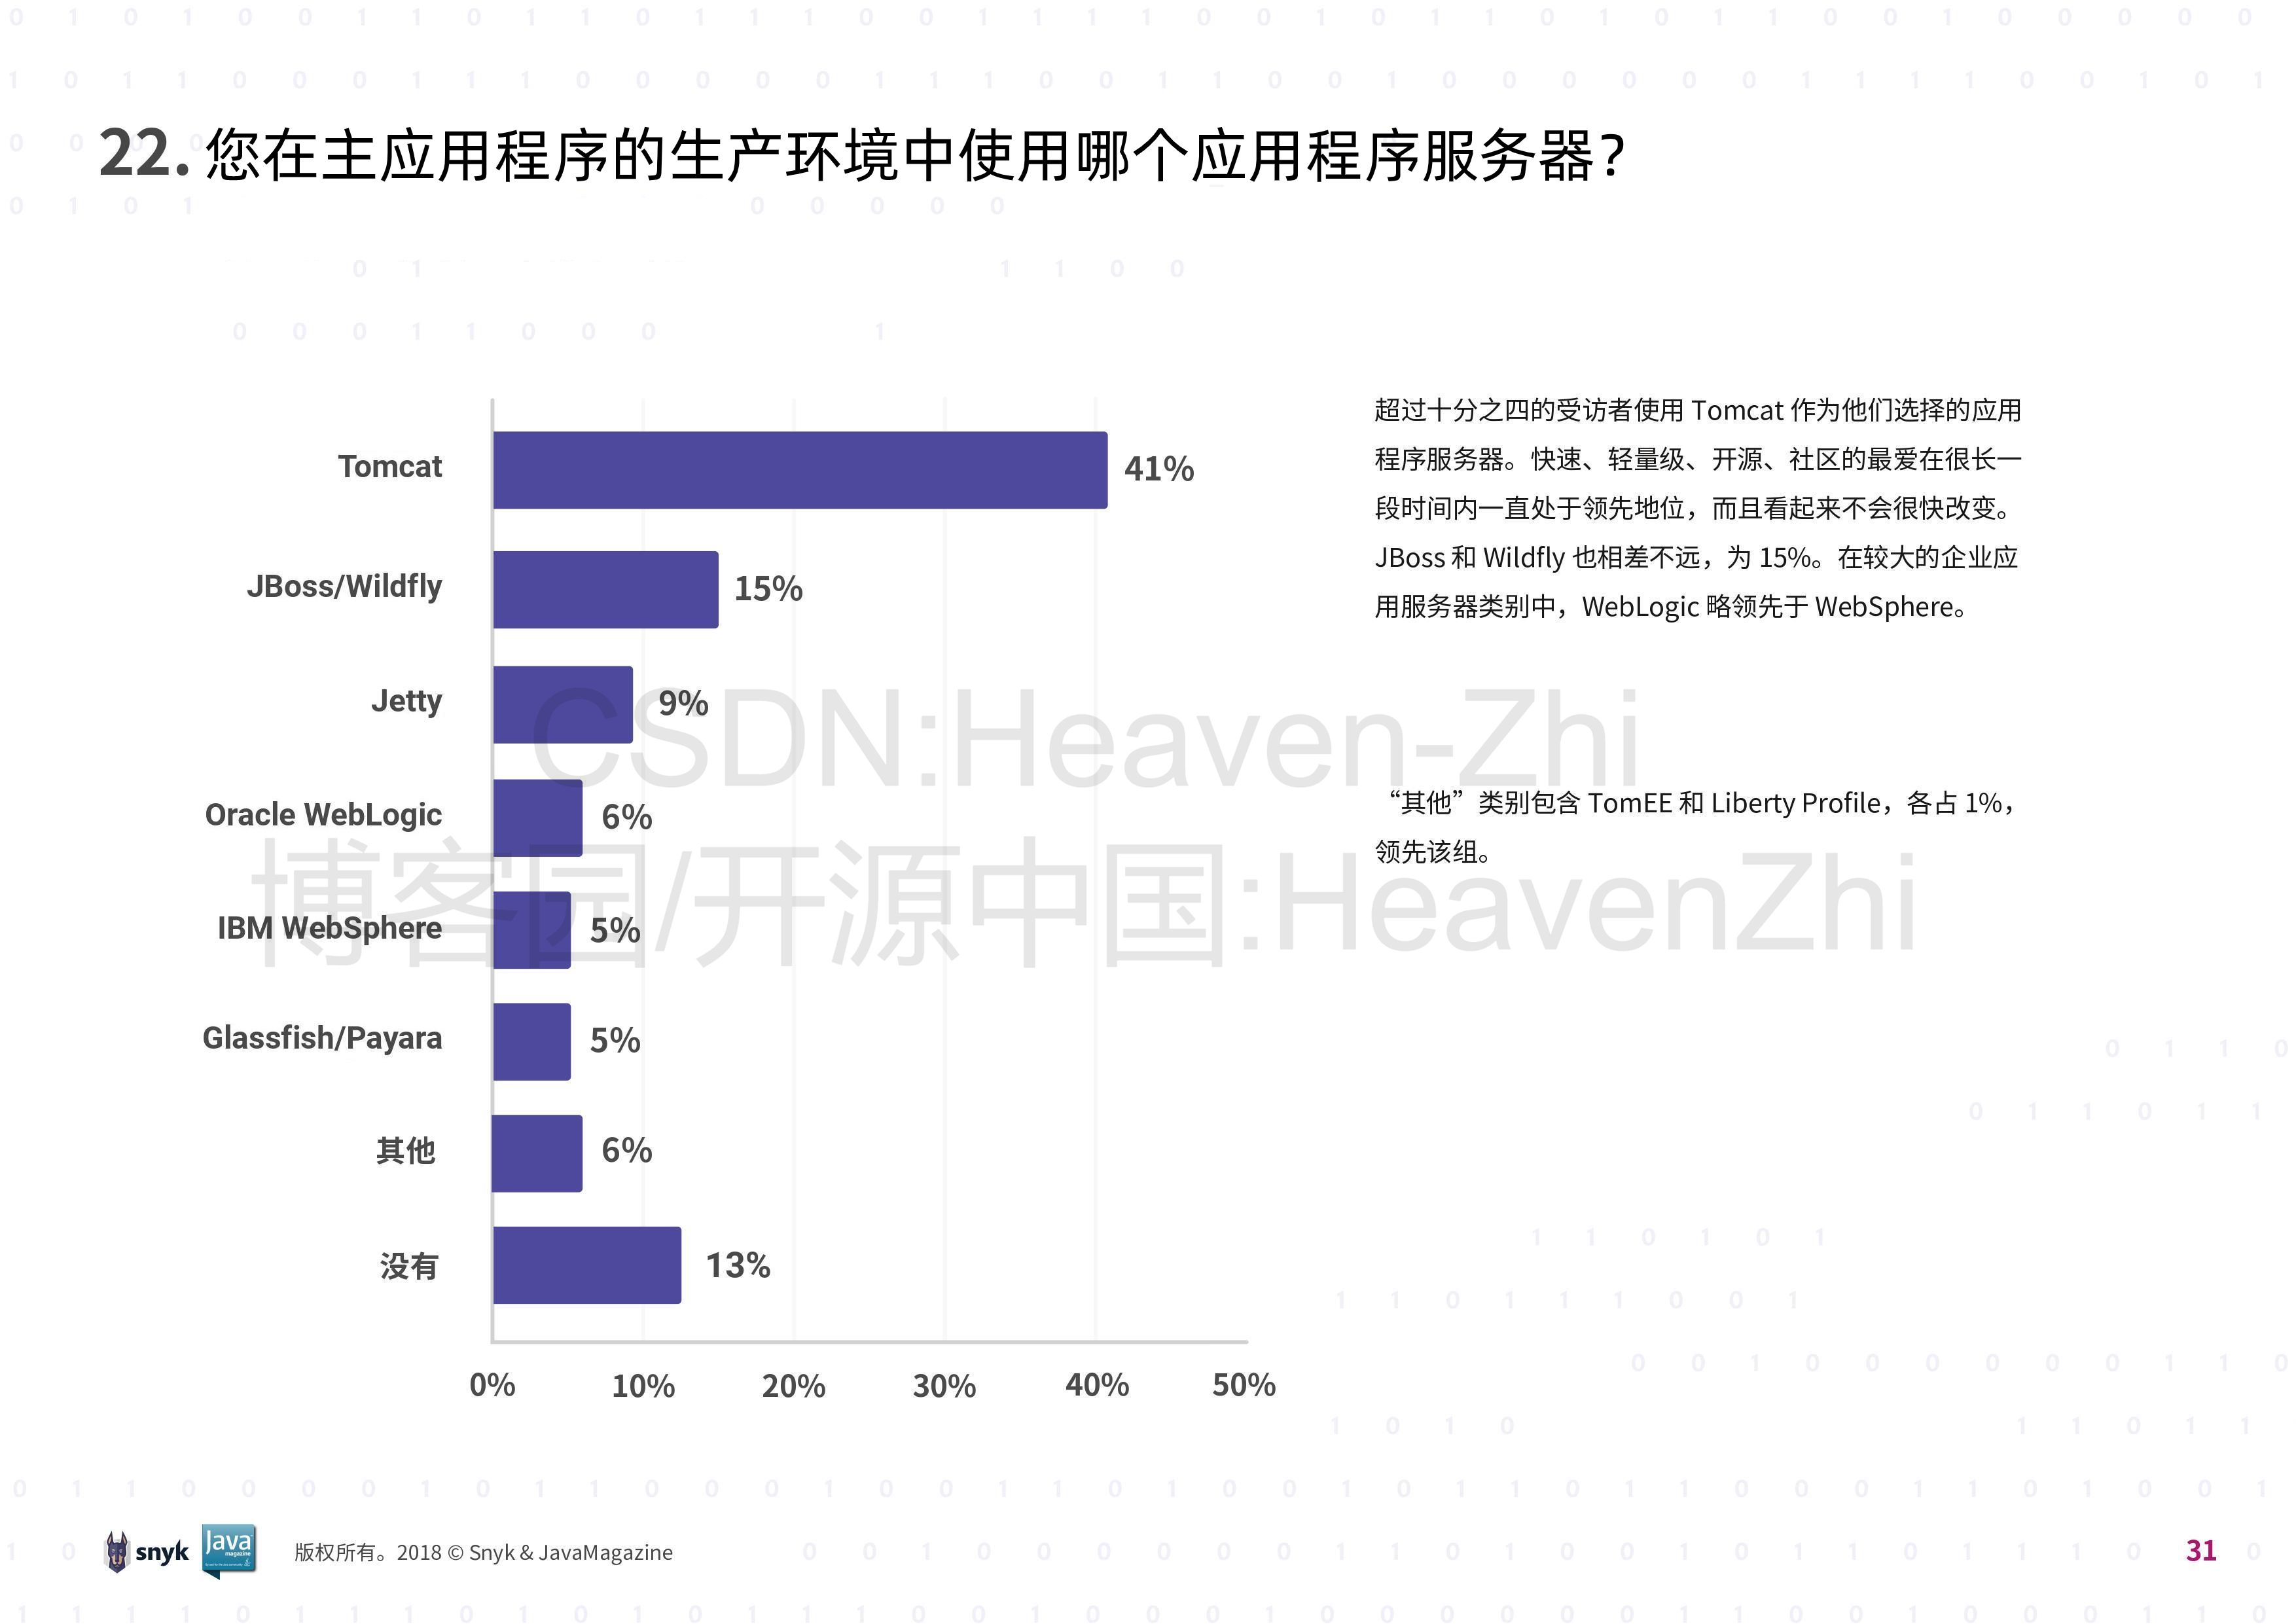 22. 您在主应用程序的生产环境中使用哪个应用程序服务器？
Tomcat 41%
JBoss/Wildfly 15%
Jetty 9%
Oracle WebLogic 6%
IBM WebSphere 5%
Glassfish/Payara 5%
其他 6%
没有 13%
0% 10% 20% 30% 40% 50%
超过十分之四的受访者使用 Tomcat 作为他们选择的应用
程序服务器。快速、轻量级、开源、社区的最爱在很长一
段时间内一直处于领先地位，而且看起来不会很快改变。
JBoss 和 Wildfly 也相差不远，为 15%。在较大的企业应
用服务器类别中，WebLogic 略领先于 WebSphere。
“其他”类别包含 TomEE 和 Liberty Profile，各占 1%，
领先该组。
CSDN:Heaven-Zhi
博客园/开源中国:HeavenZhi
snyk
Java
magazine
版权所有。2018 © Snyk & JavaMagazine
31